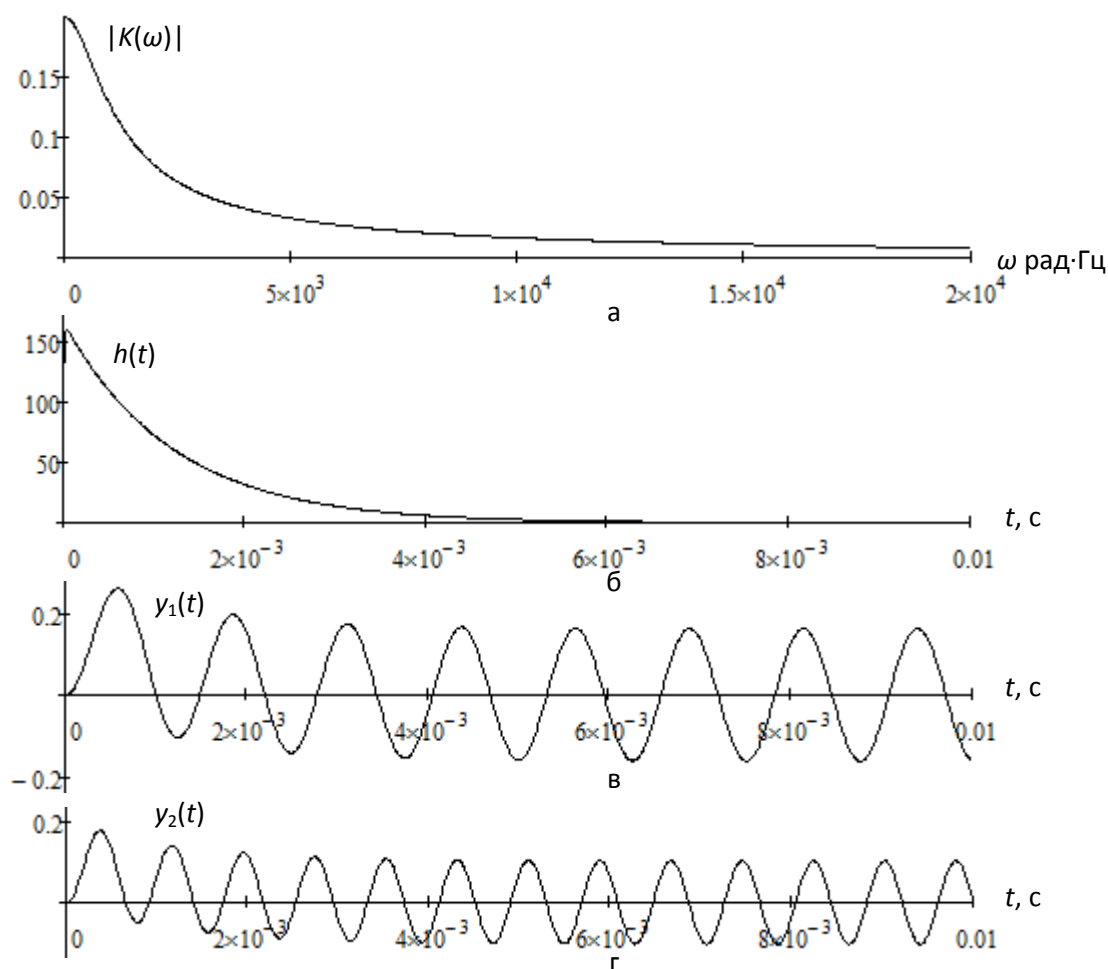 |K(ω)|
0.15
0.1
0.05
ω рад·Гц
0 5×10³ 1×10⁴ 1.5×10⁴ 2×10⁴
а
150
h(t)
100
50
t, с
0 2×10⁻³ 4×10⁻³ 6×10⁻³ 8×10⁻³ 0.01
б
0.2
y₁(t)
t, с
0 2×10⁻³ 4×10⁻³ 6×10⁻³ 8×10⁻³ 0.01
−0.2
в
0.2
y₂(t)
t, с
0 2×10⁻³ 4×10⁻³ 6×10⁻³ 8×10⁻³ 0.01
г